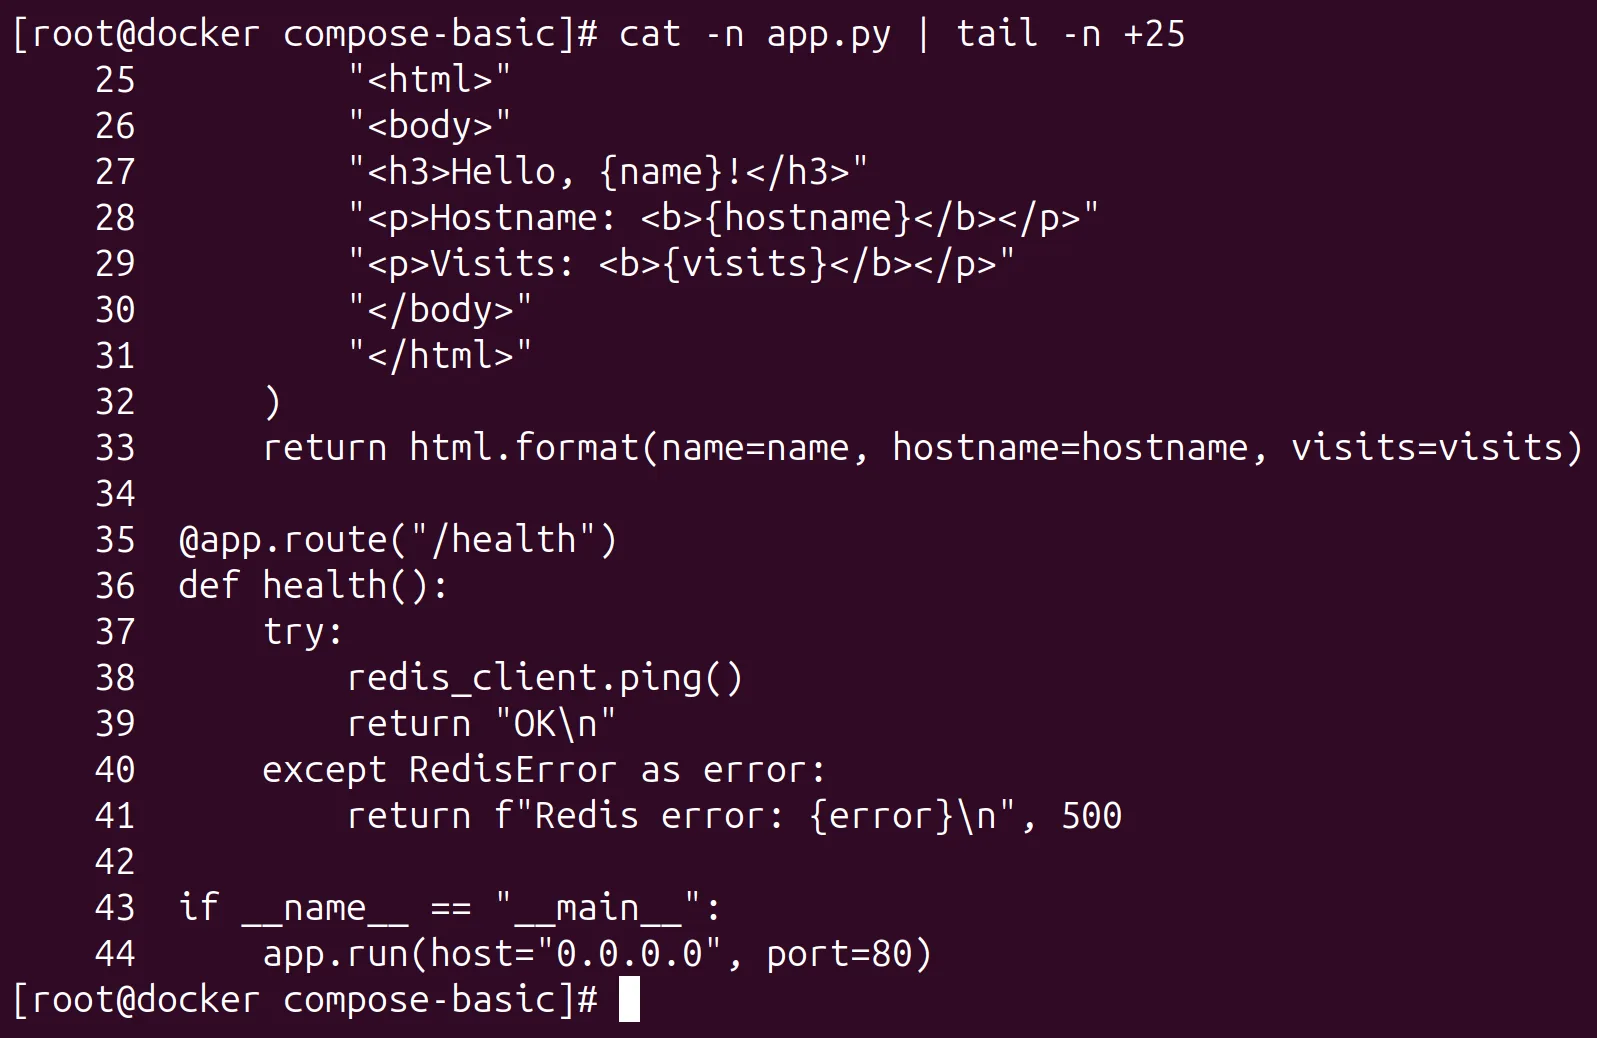 [root@docker compose-basic]# cat -n app.py | tail -n +25
    25          "<html>"
    26          "<body>"
    27          "<h3>Hello, {name}!</h3>"
    28          "<p>Hostname: <b>{hostname}</b></p>"
    29          "<p>Visits: <b>{visits}</b></p>"
    30          "</body>"
    31          "</html>"
    32      )
    33      return html.format(name=name, hostname=hostname, visits=visits)
    34
    35  @app.route("/health")
    36  def health():
    37      try:
    38          redis_client.ping()
    39          return "OK\n"
    40      except RedisError as error:
    41          return f"Redis error: {error}\n", 500
    42
    43  if __name__ == "__main__":
    44      app.run(host="0.0.0.0", port=80)
[root@docker compose-basic]#